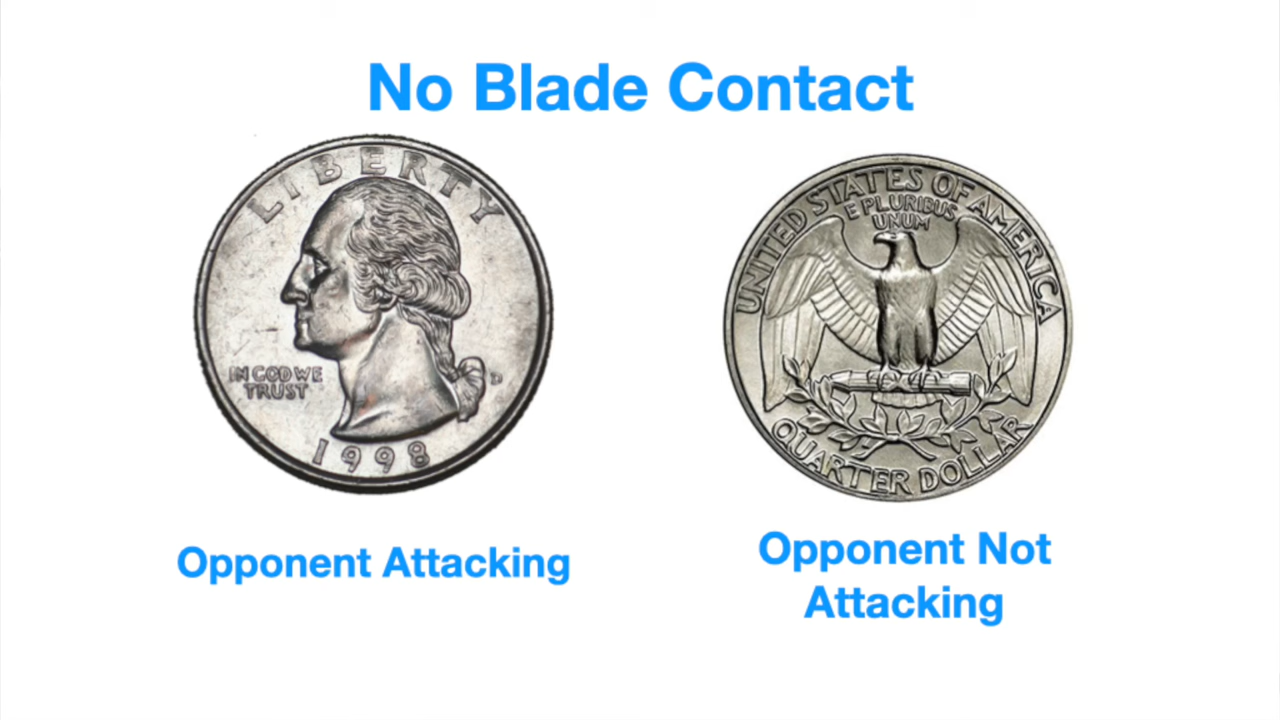 No Blade Contact
LIBERTY
IN GOD WE
TRUST
D
1998
Opponent Attacking
UNITED STATES OF AMERICA
E PLURIBUS
UNUM
QUARTER DOLLAR
Opponent Not
Attacking